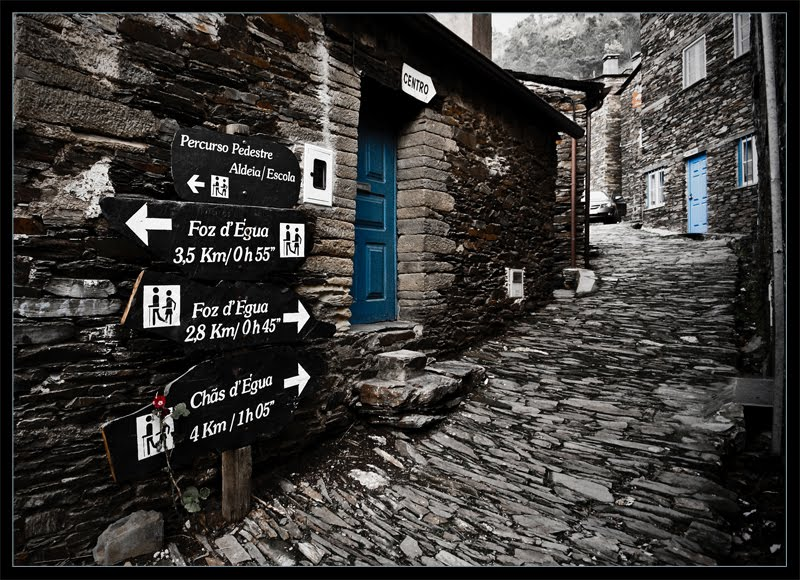 CENTRO
Percurso Pedestre
Aldeia/Escola
Foz d'Égua
3,5 Km/0h 55"
Foz d'Égua
2,8 Km/0h 45"
Chãs d'Égua
4 Km/1h 05"